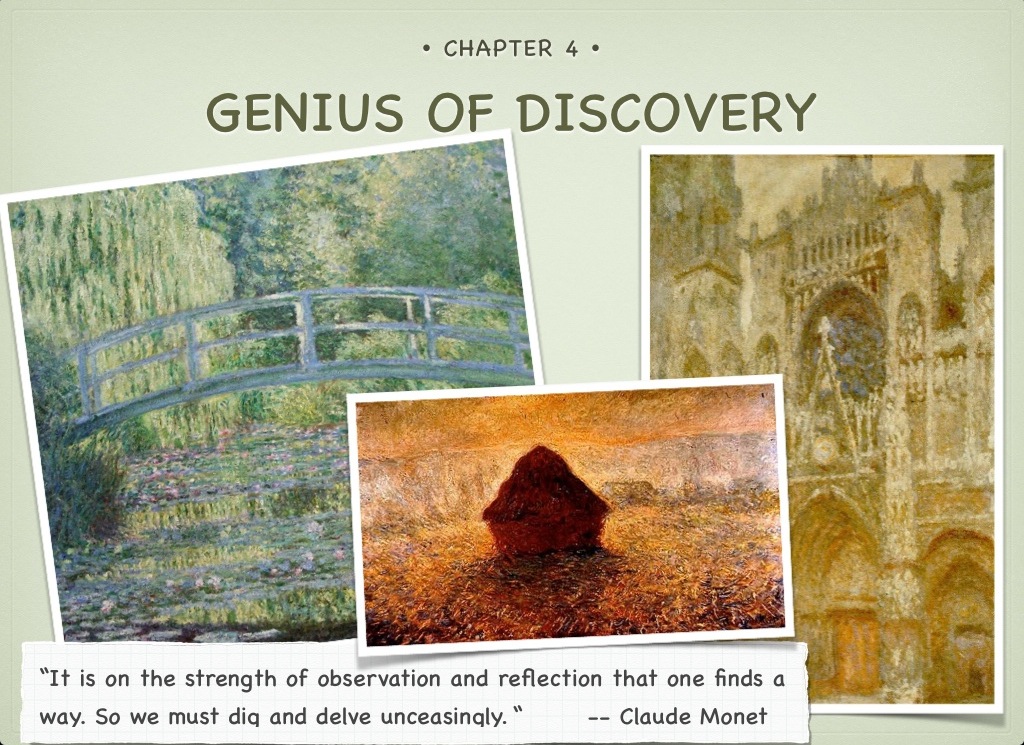 • CHAPTER 4 •
GENIUS OF DISCOVERY
“It is on the strength of observation and reflection that one finds a
way. So we must dig and delve unceasingly. “ -- Claude Monet